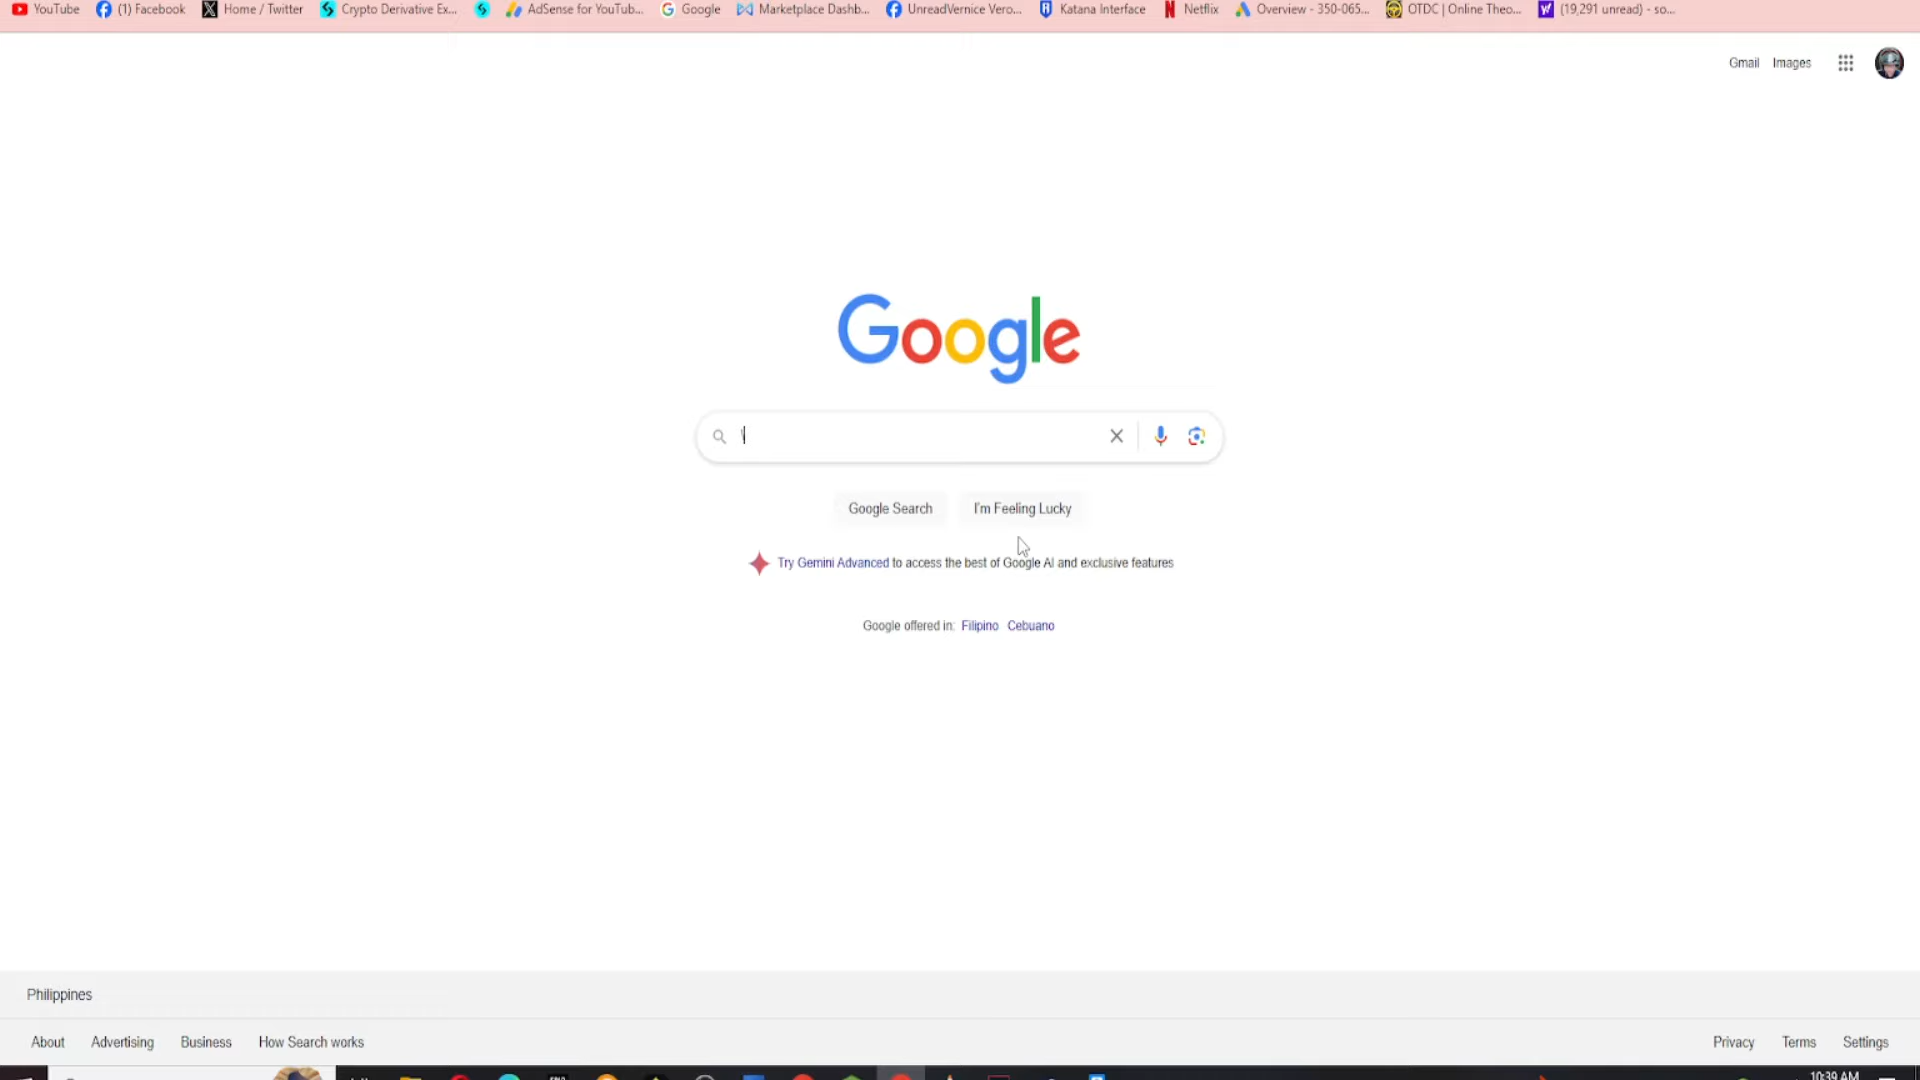 YouTube (1) Facebook Home / Twitter Crypto Derivative Ex... AdSense for YouTub... Google Marketplace Dashb... UnreadVernice Vero... Katana Interface Netflix Overview - 350-065... OTDC | Online Theo... (19,291 unread) - so...
Gmail Images
Google
\
Google Search I'm Feeling Lucky
Try Gemini Advanced to access the best of Google AI and exclusive features
Google offered in: Filipino Cebuano
Philippines
About Advertising Business How Search works Privacy Terms Settings
10:39 AM